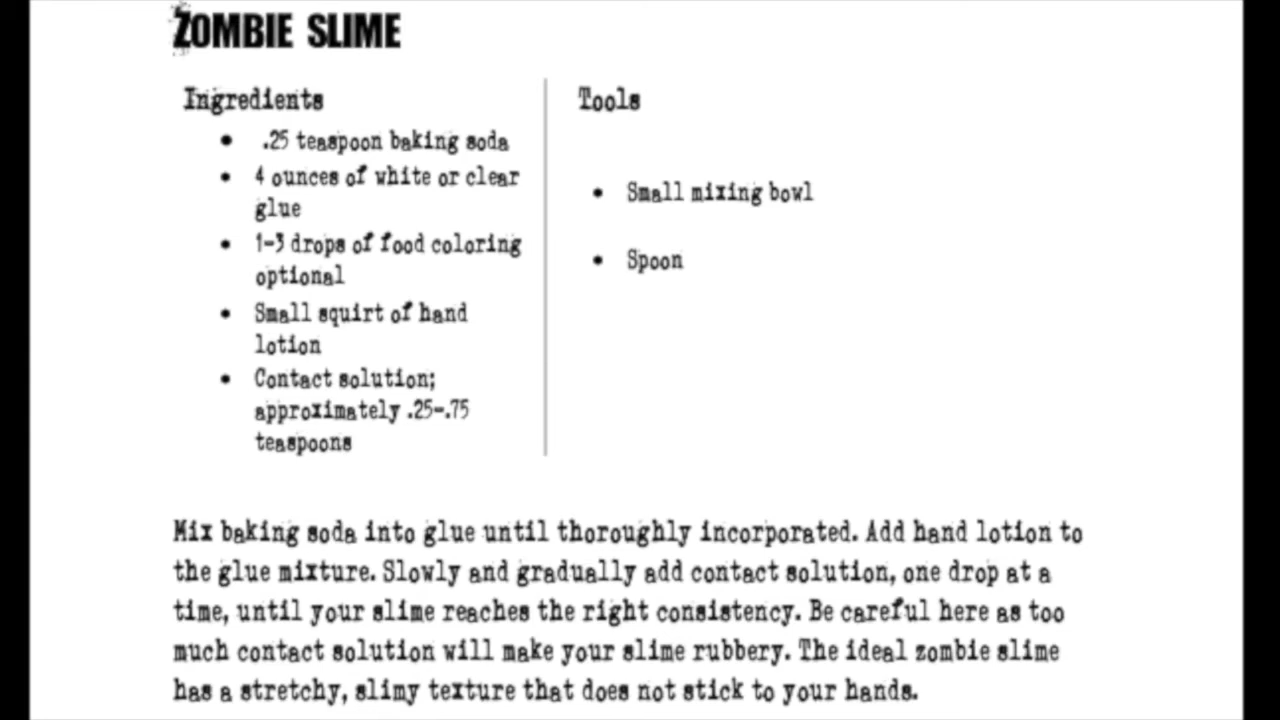 ZOMBIE SLIME
Ingredients
.25 teaspoon baking soda
4 ounces of white or clear
glue
1-3 drops of food coloring
optional
Small squirt of hand
lotion
Contact solution;
approximately .25-.75
teaspoons
Tools
Small mixing bowl
Spoon
Mix baking soda into glue until thoroughly incorporated. Add hand lotion to
the glue mixture. Slowly and gradually add contact solution, one drop at a
time, until your slime reaches the right consistency. Be careful here as too
much contact solution will make your slime rubbery. The ideal zombie slime
has a stretchy, slimy texture that does not stick to your hands.